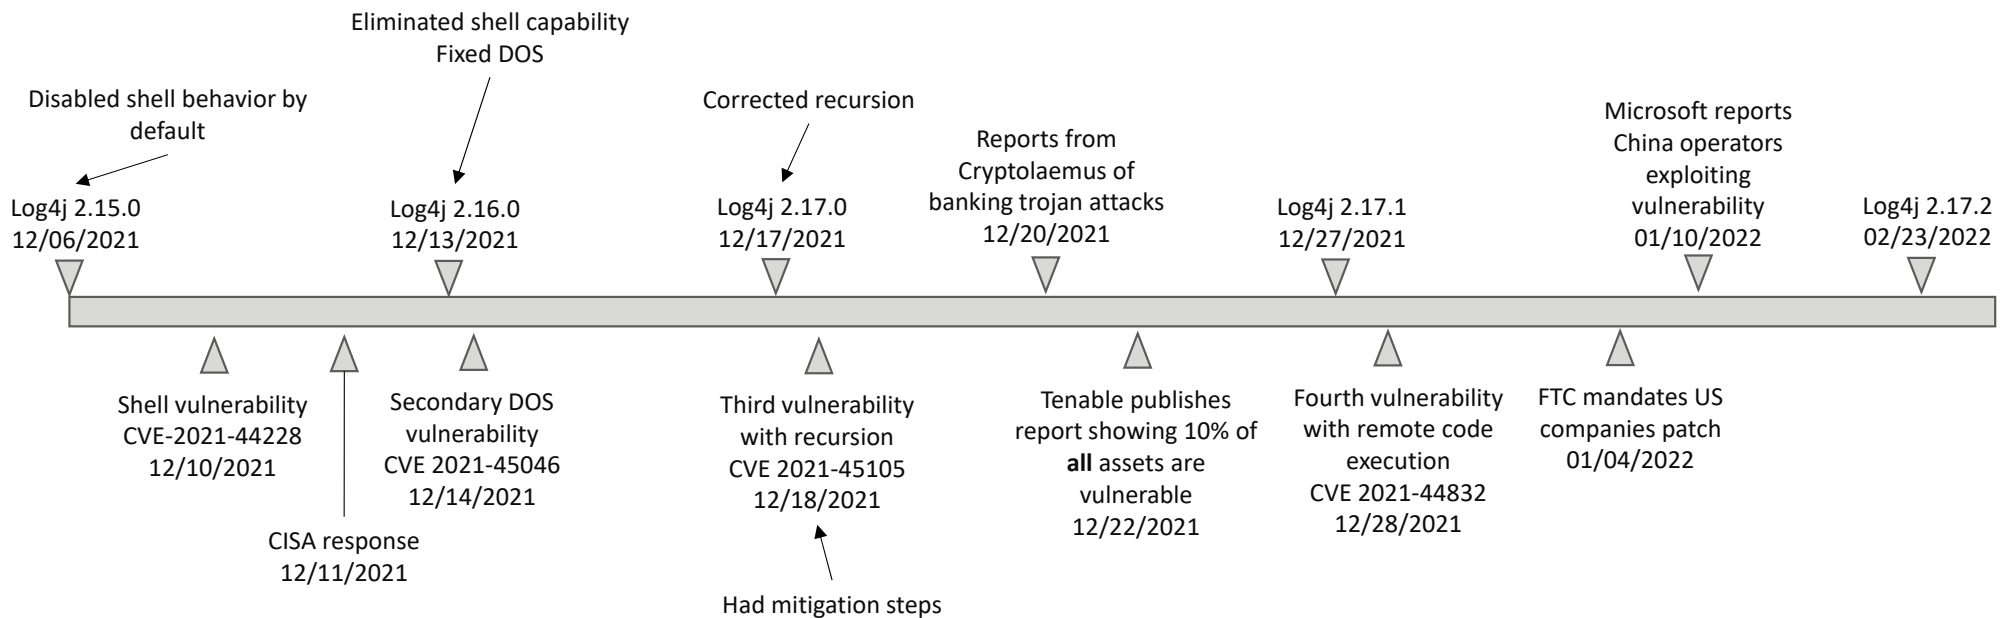 Eliminated shell capability
Fixed DOS
Disabled shell behavior by
default
Corrected recursion
Log4j 2.15.0
12/06/2021
Log4j 2.16.0
12/13/2021
Log4j 2.17.0
12/17/2021
Reports from
Cryptolaemus of
banking trojan attacks
12/20/2021
Log4j 2.17.1
12/27/2021
Microsoft reports
China operators
exploiting
vulnerability
01/10/2022
Log4j 2.17.2
02/23/2022
Shell vulnerability
CVE-2021-44228
12/10/2021
CISA response
12/11/2021
Secondary DOS
vulnerability
CVE 2021-45046
12/14/2021
Third vulnerability
with recursion
CVE 2021-45105
12/18/2021
Had mitigation steps
Tenable publishes
report showing 10% of
all assets are
vulnerable
12/22/2021
Fourth vulnerability
with remote code
execution
CVE 2021-44832
12/28/2021
FTC mandates US
companies patch
01/04/2022